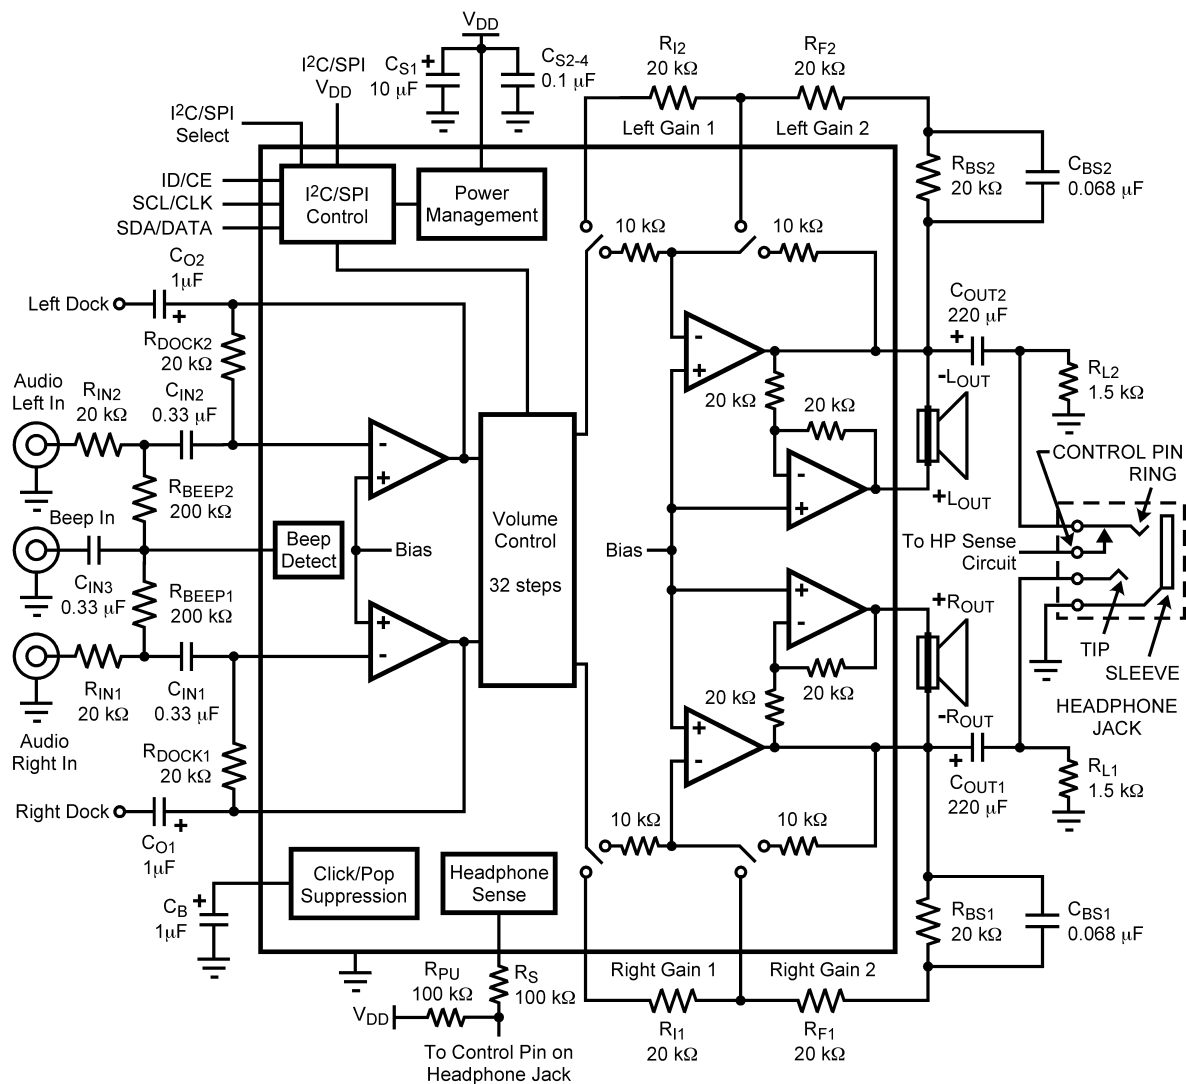 VDD
I2C/SPI
VDD
CS1
10 µF
+
CS2-4
0.1 µF
RI2
20 kΩ
RF2
20 kΩ
I2C/SPI
Select
Left Gain 1
Left Gain 2
ID/CE
SCL/CLK
SDA/DATA
I2C/SPI
Control
Power
Management
RBS2
20 kΩ
CBS2
0.068 µF
10 kΩ
10 kΩ
CO2
1µF
+
Left Dock
RDOCK2
20 kΩ
COUT2
220 µF
+
-
+
-LOUT
RL2
1.5 kΩ
Audio
Left In
RIN2
20 kΩ
CIN2
0.33 µF
20 kΩ
20 kΩ
-
+
-
+
+LOUT
CONTROL PIN
RING
RBEEP2
200 kΩ
Beep In
Beep
Detect
Bias
Volume
Control
32 steps
Bias
To HP Sense
Circuit
CIN3
0.33 µF
RBEEP1
200 kΩ
+
-
+
-
+ROUT
TIP
SLEEVE
HEADPHONE
JACK
RIN1
20 kΩ
CIN1
0.33 µF
20 kΩ
20 kΩ
Audio
Right In
RDOCK1
20 kΩ
+
-
-ROUT
+
COUT1
220 µF
RL1
1.5 kΩ
Right Dock
+
CO1
1µF
10 kΩ
10 kΩ
Click/Pop
Suppression
Headphone
Sense
CB
1µF
+
RBS1
20 kΩ
CBS1
0.068 µF
RPU
100 kΩ
RS
100 kΩ
Right Gain 1
Right Gain 2
VDD
RI1
20 kΩ
RF1
20 kΩ
To Control Pin on
Headphone Jack